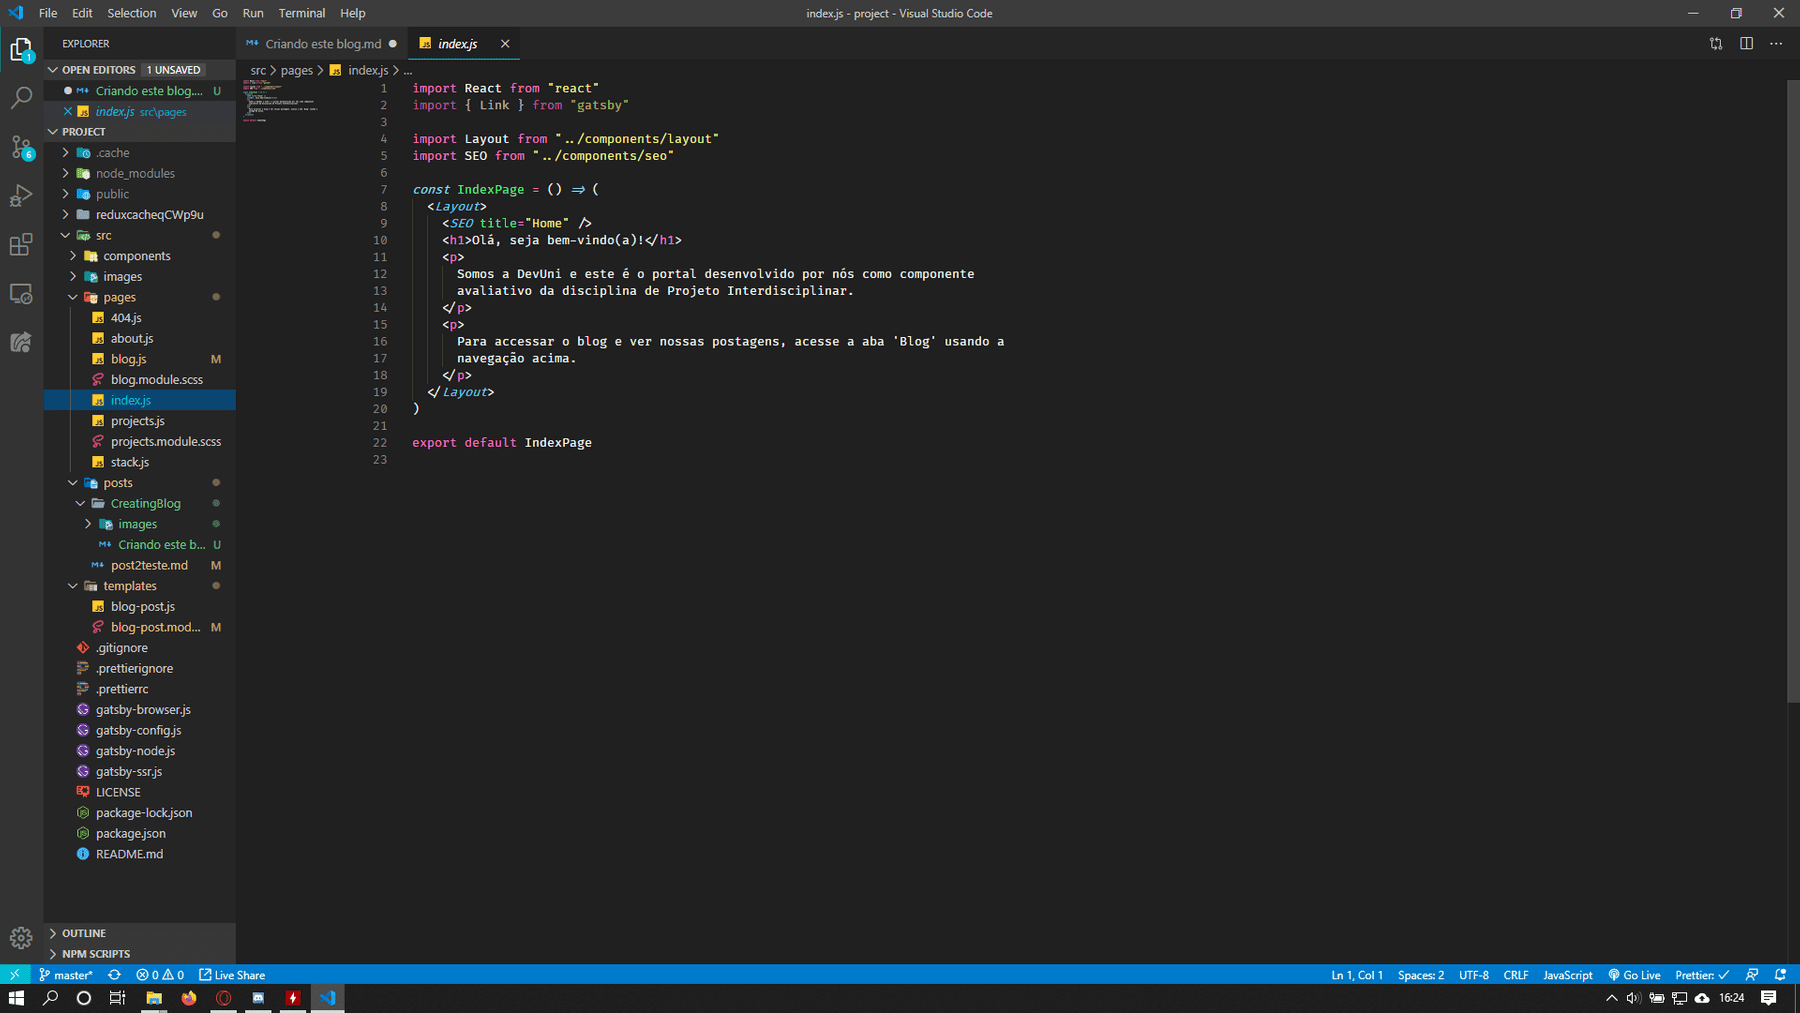 File Edit Selection View Go Run Terminal Help
index.js - project - Visual Studio Code
EXPLORER
OPEN EDITORS 1 UNSAVED
Criando este blog.... U
index.js src\pages
PROJECT
.cache
node_modules
public
reduxcacheqCWp9u
src
components
images
pages
404.js
about.js
blog.js M
blog.module.scss
index.js
projects.js
projects.module.scss
stack.js
posts
CreatingBlog
images
Criando este b... U
post2teste.md M
templates
blog-post.js
blog-post.mod... M
.gitignore
.prettierignore
.prettierrc
gatsby-browser.js
gatsby-config.js
gatsby-node.js
gatsby-ssr.js
LICENSE
package-lock.json
package.json
README.md
OUTLINE
NPM SCRIPTS
Criando este blog.md
index.js
src > pages > index.js > ...
1 import React from "react"
2 import { Link } from "gatsby"
3
4 import Layout from "../components/layout"
5 import SEO from "../components/seo"
6
7 const IndexPage = () => (
8 <Layout>
9 <SEO title="Home" />
10 <h1>Olá, seja bem-vindo(a)!</h1>
11 <p>
12 Somos a DevUni e este é o portal desenvolvido por nós como componente
13 avaliativo da disciplina de Projeto Interdisciplinar.
14 </p>
15 <p>
16 Para accessar o blog e ver nossas postagens, acesse a aba 'Blog' usando a
17 navegação acima.
18 </p>
19 </Layout>
20 )
21
22 export default IndexPage
23
master* 0 0 Live Share
Ln 1, Col 1 Spaces: 2 UTF-8 CRLF JavaScript Go Live Prettier: ✓
16:24